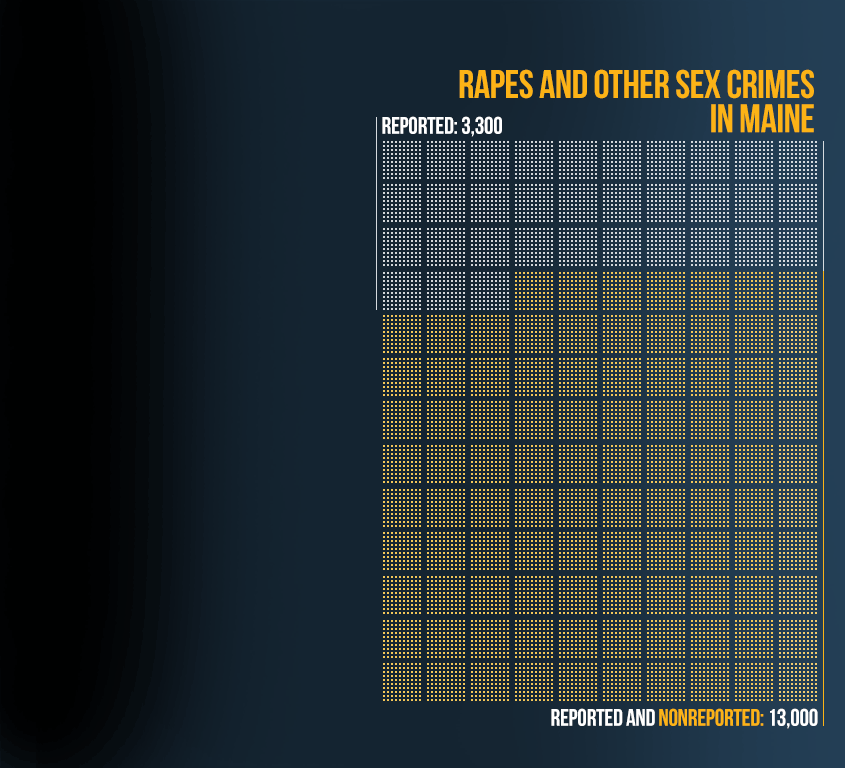 RAPES AND OTHER SEX CRIMES
IN MAINE
REPORTED: 3,300
REPORTED AND NONREPORTED: 13,000